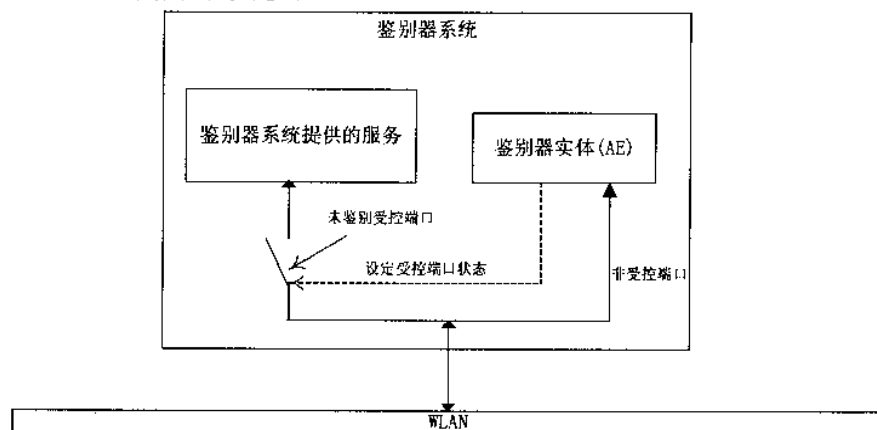 鉴别器系统
鉴别器系统提供的服务
鉴别器实体(AE)
未鉴别受控端口
设定受控端口状态
非受控端口
WLAN